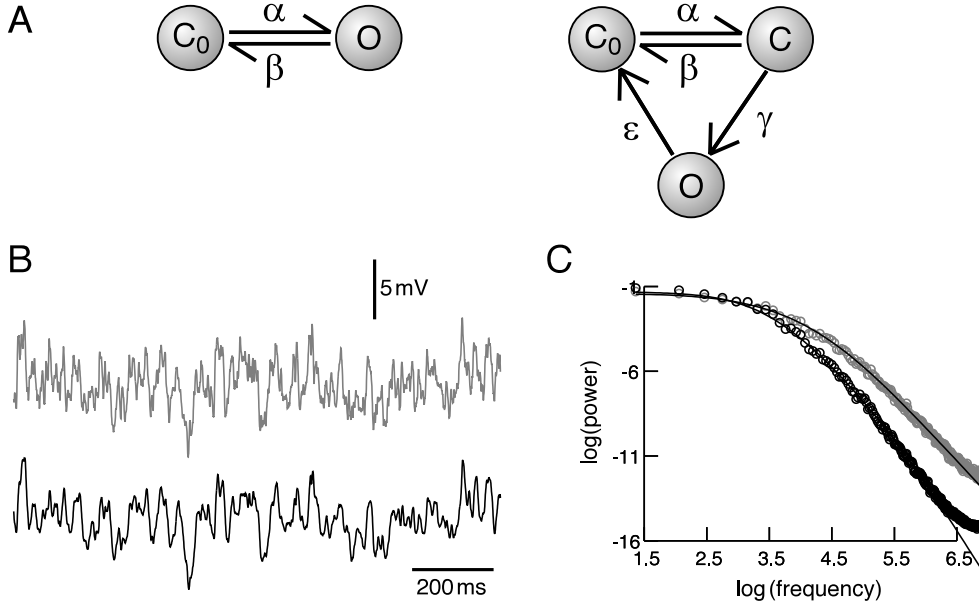 A
C0
α
β
O
C0
α
β
C
ε
γ
O
B
5mV
200ms
C
log(power)
-1
-6
-11
-16
1.5
2.5
3.5
4.5
5.5
6.5
log(frequency)